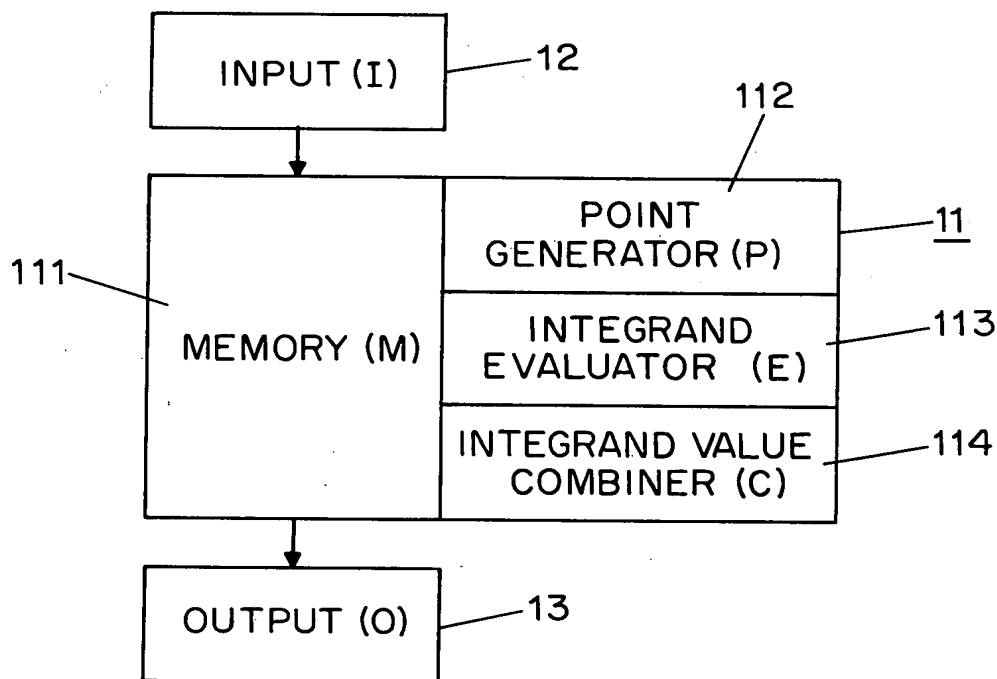 INPUT (I)
12
112
POINT
GENERATOR (P)
11
111
MEMORY (M)
INTEGRAND
EVALUATOR (E)
113
INTEGRAND VALUE
COMBINER (C)
114
OUTPUT (O)
13